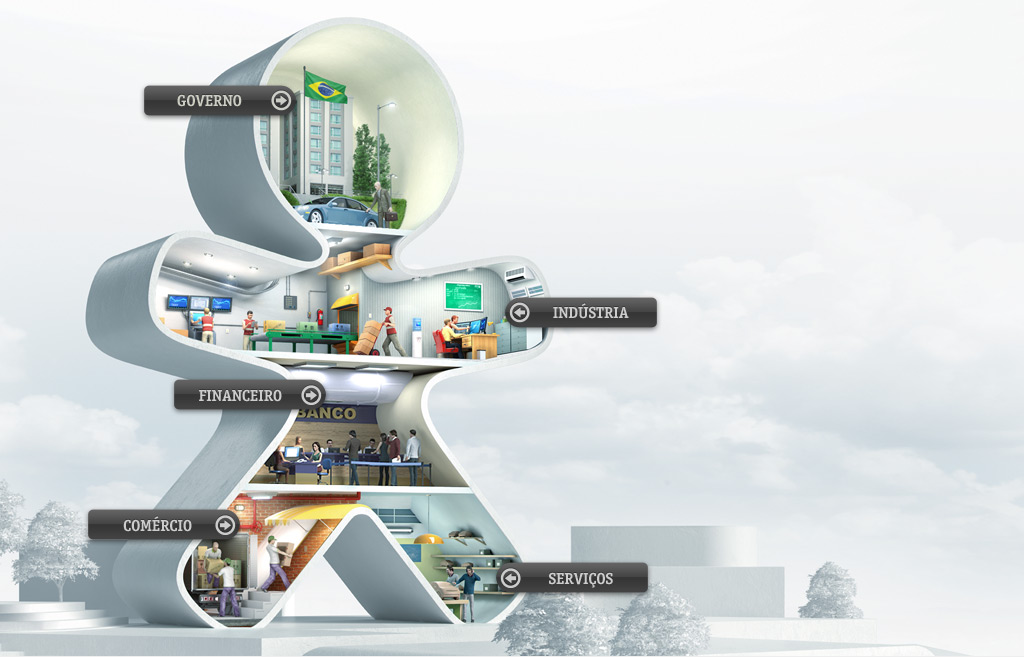 GOVERNO
INDÚSTRIA
FINANCEIRO
BANCO
COMÉRCIO
SERVIÇOS